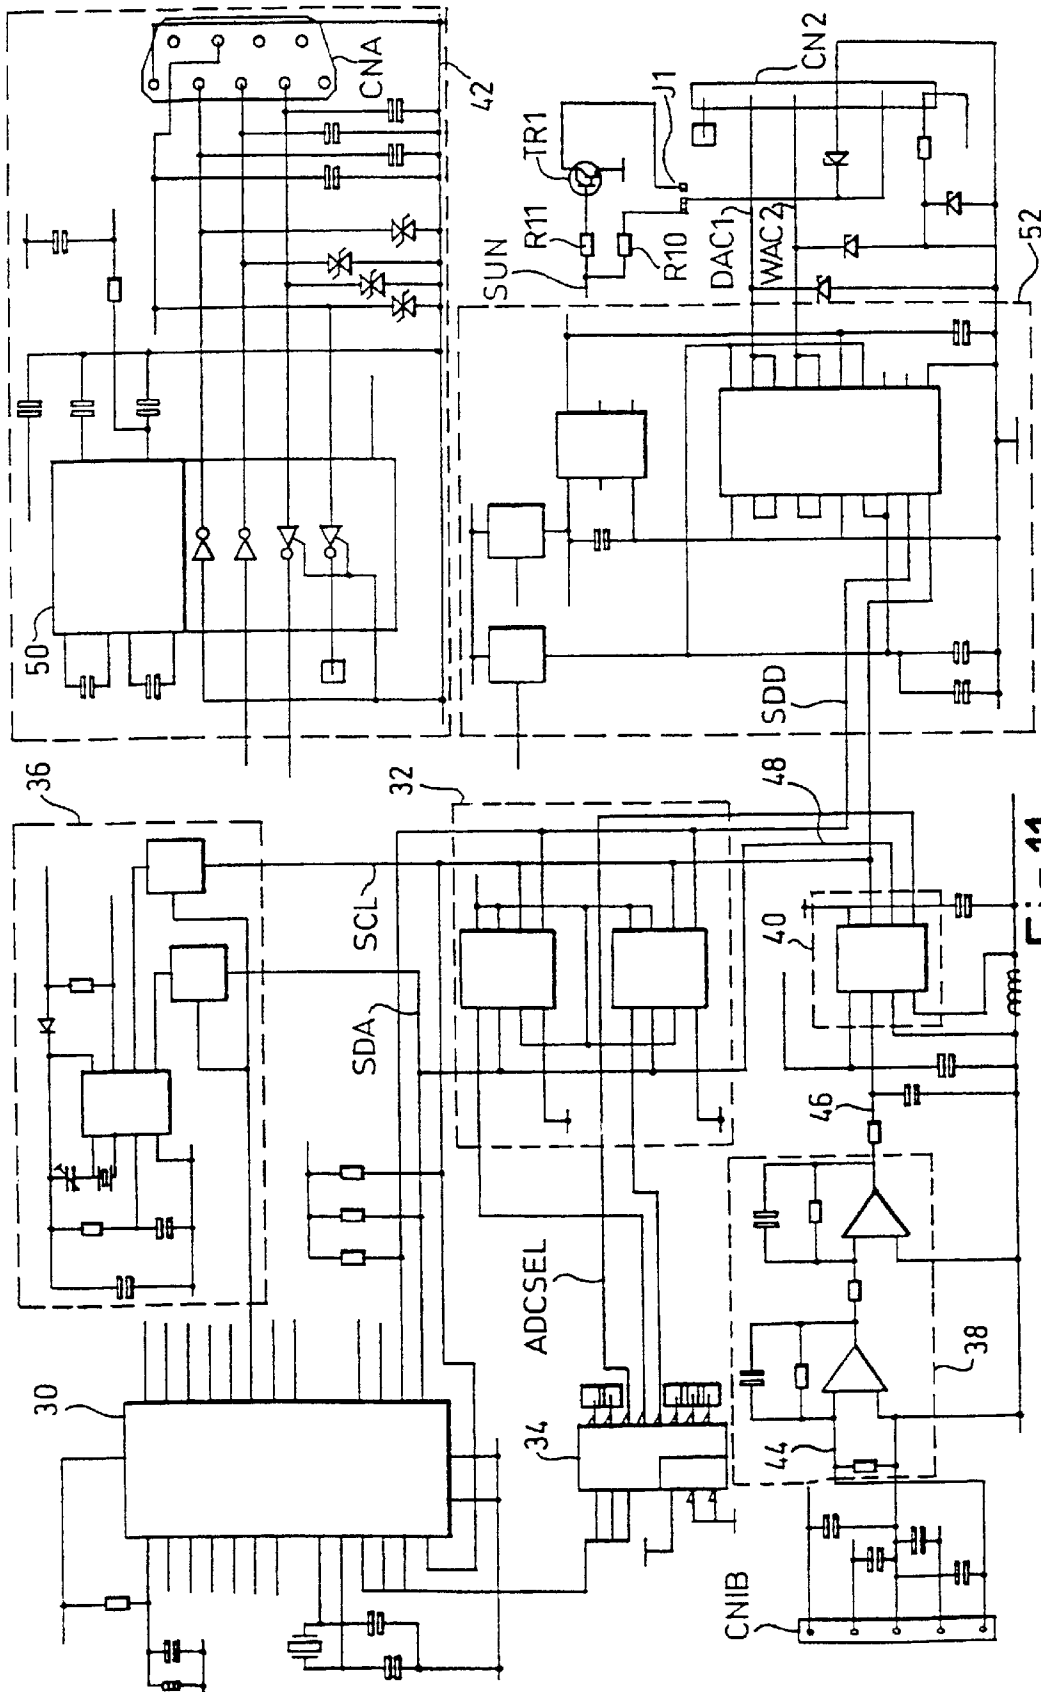 30
36
50
CNA
42
SDA
SCL
32
SUN
R11
TR1
R10
J1
DAC1
WAC2
CN2
52
ADCSEL
34
40
48
SDD
44
38
46
CNIB